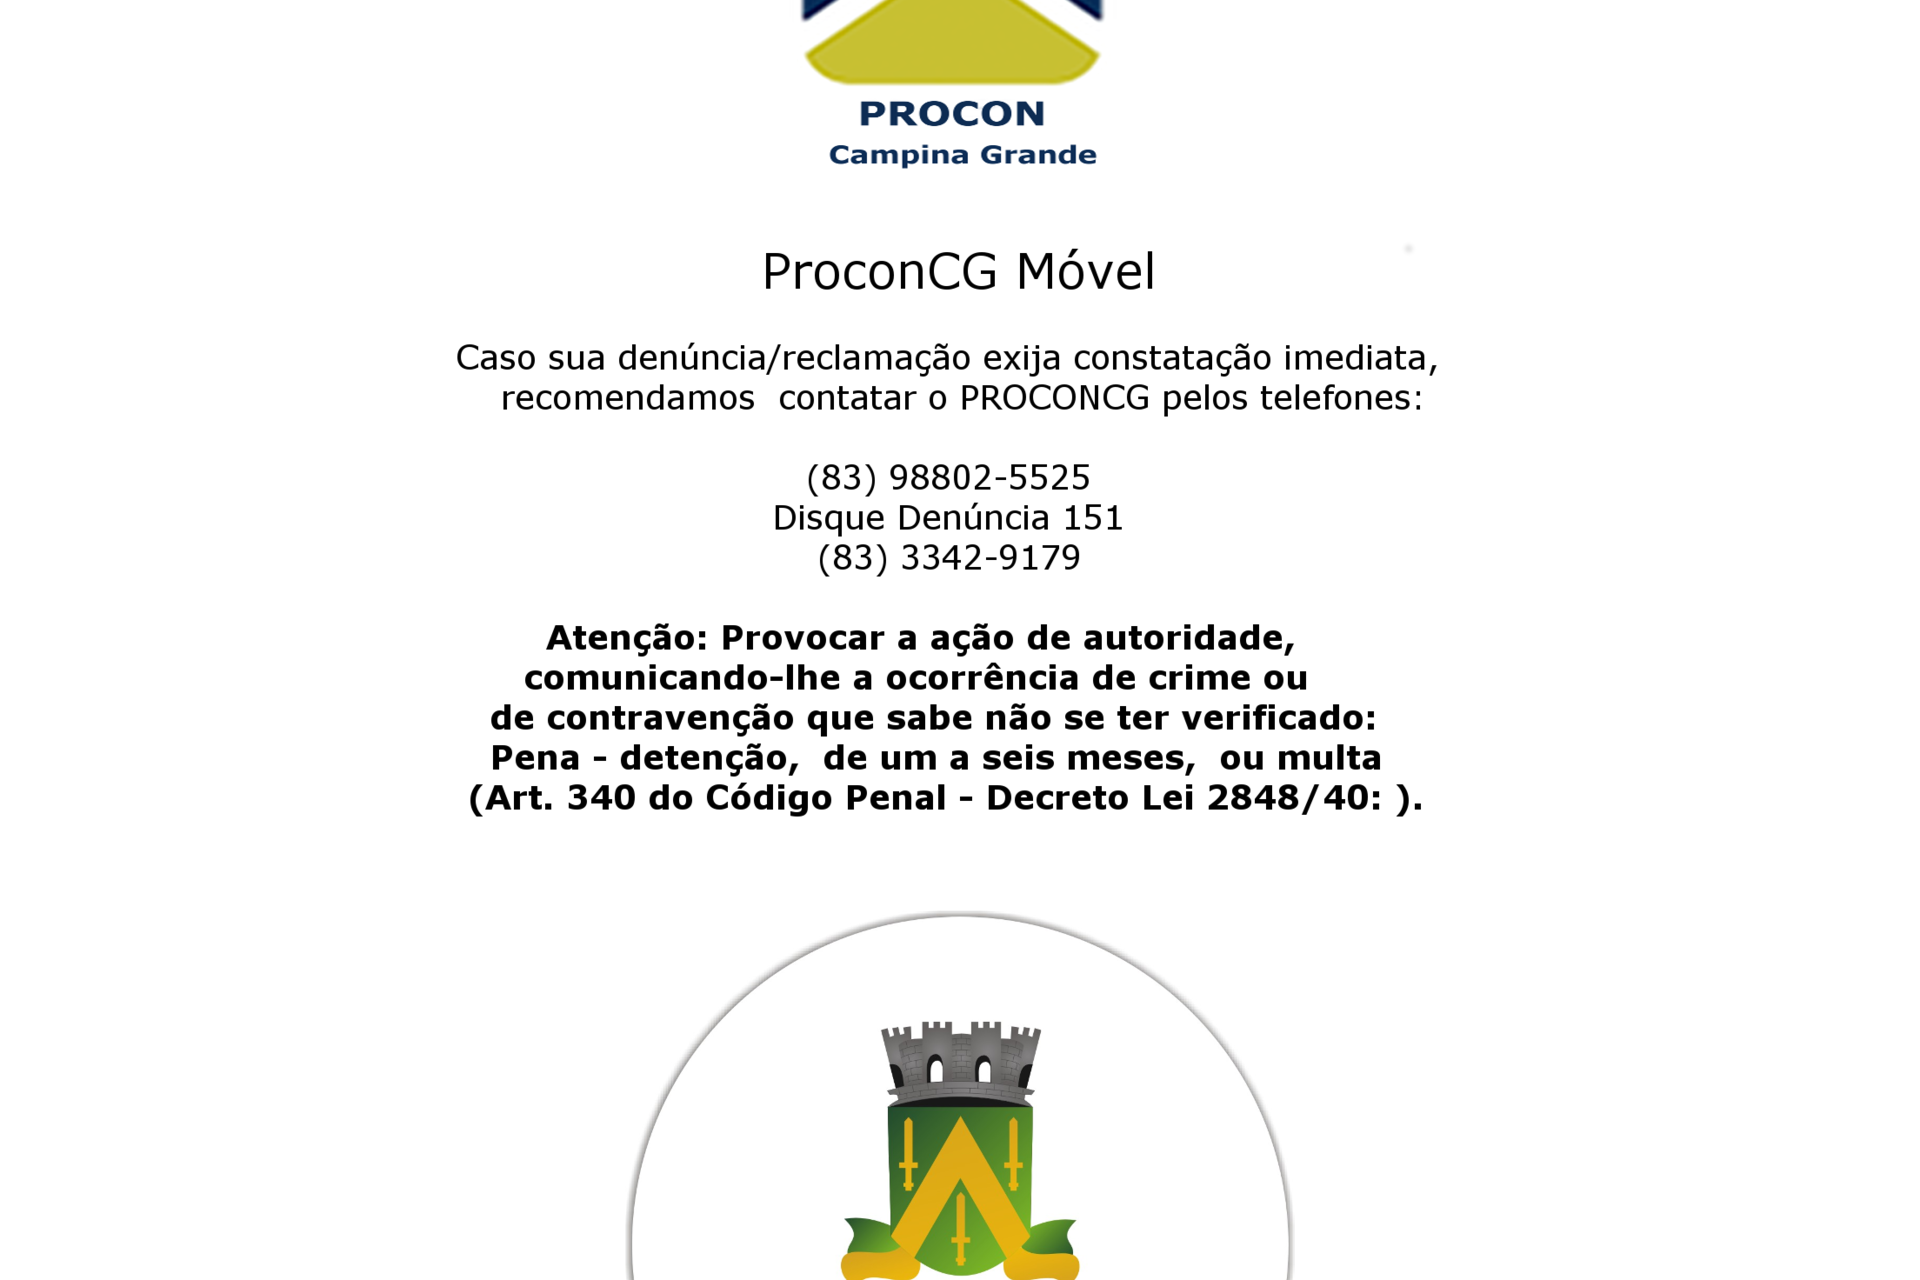 PROCON
Campina Grande
ProconCG Móvel
Caso sua denúncia/reclamação exija constatação imediata,
recomendamos  contatar o PROCONCG pelos telefones:
(83) 98802-5525
Disque Denúncia 151
(83) 3342-9179
Atenção: Provocar a ação de autoridade,
comunicando-lhe a ocorrência de crime ou
de contravenção que sabe não se ter verificado:
Pena - detenção,  de um a seis meses,  ou multa
(Art. 340 do Código Penal - Decreto Lei 2848/40: ).